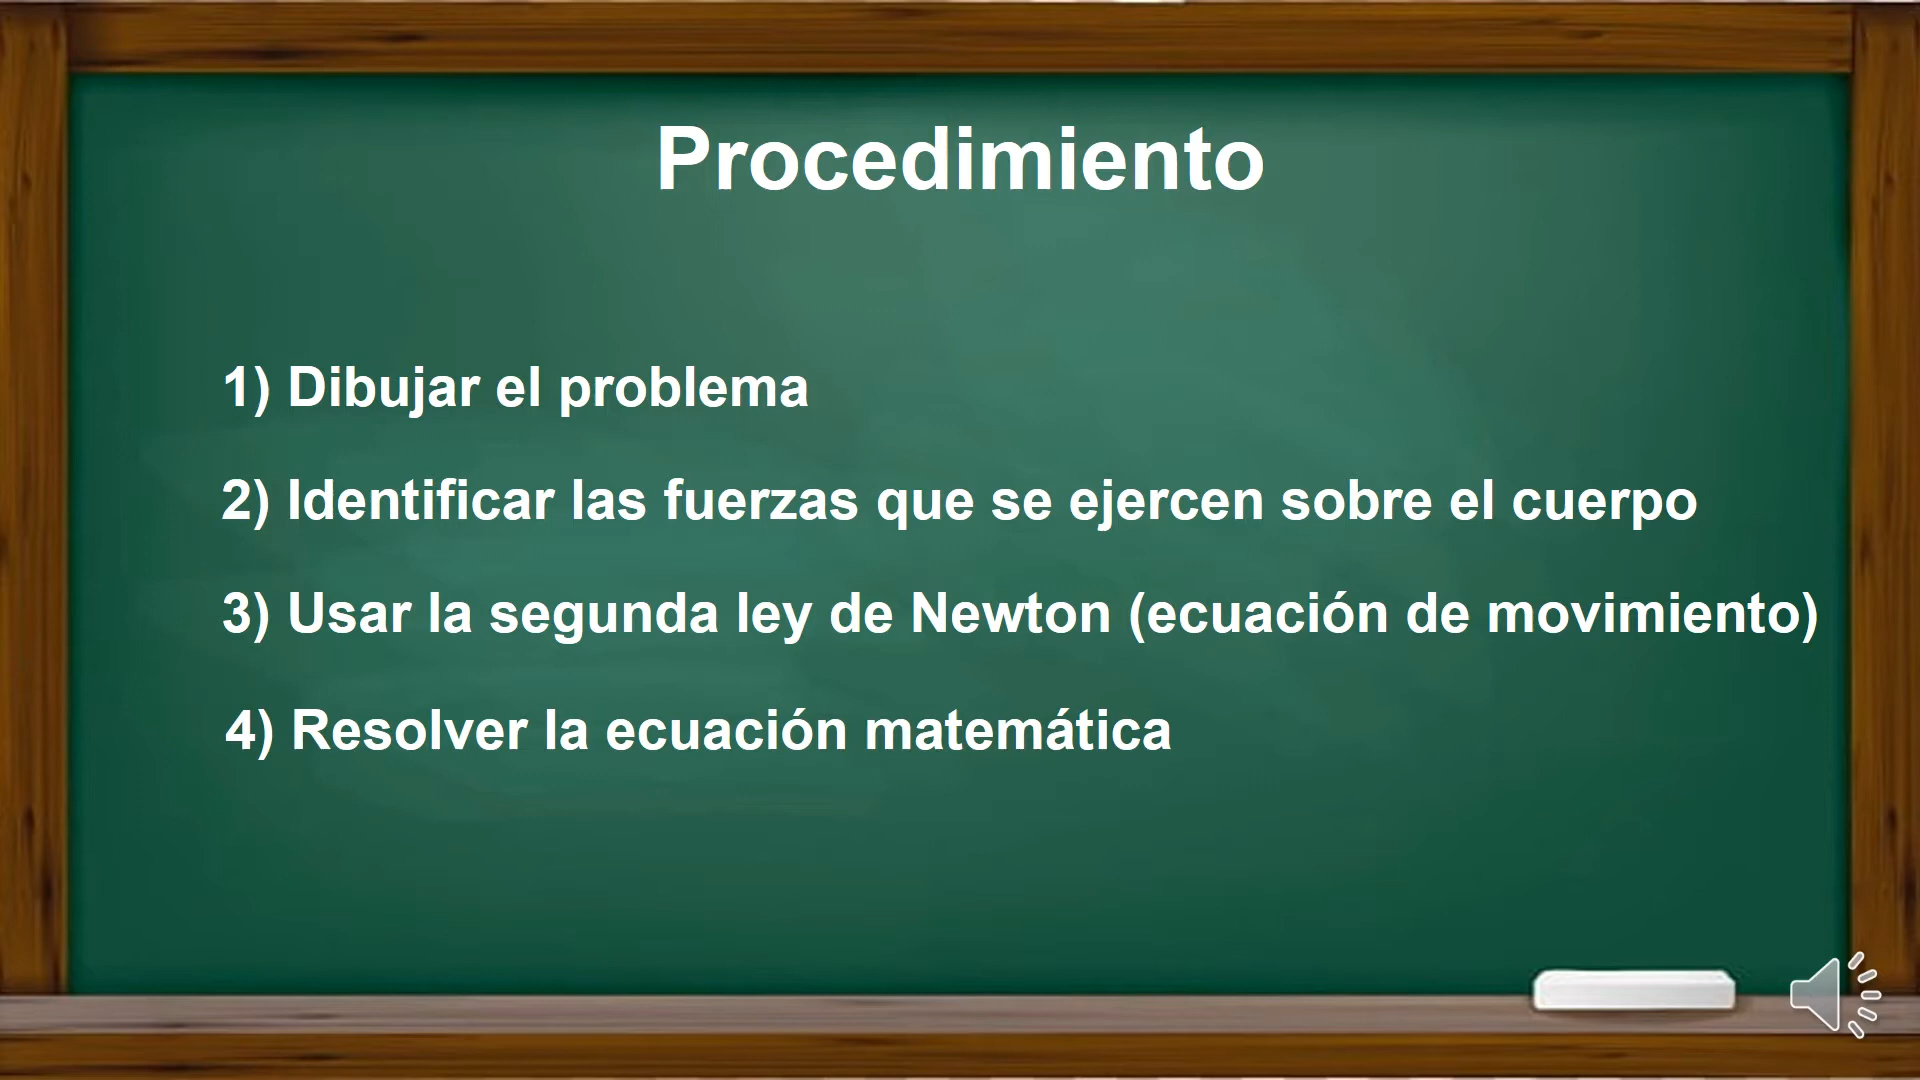 Procedimiento
1) Dibujar el problema
2) Identificar las fuerzas que se ejercen sobre el cuerpo
3) Usar la segunda ley de Newton (ecuación de movimiento)
4) Resolver la ecuación matemática